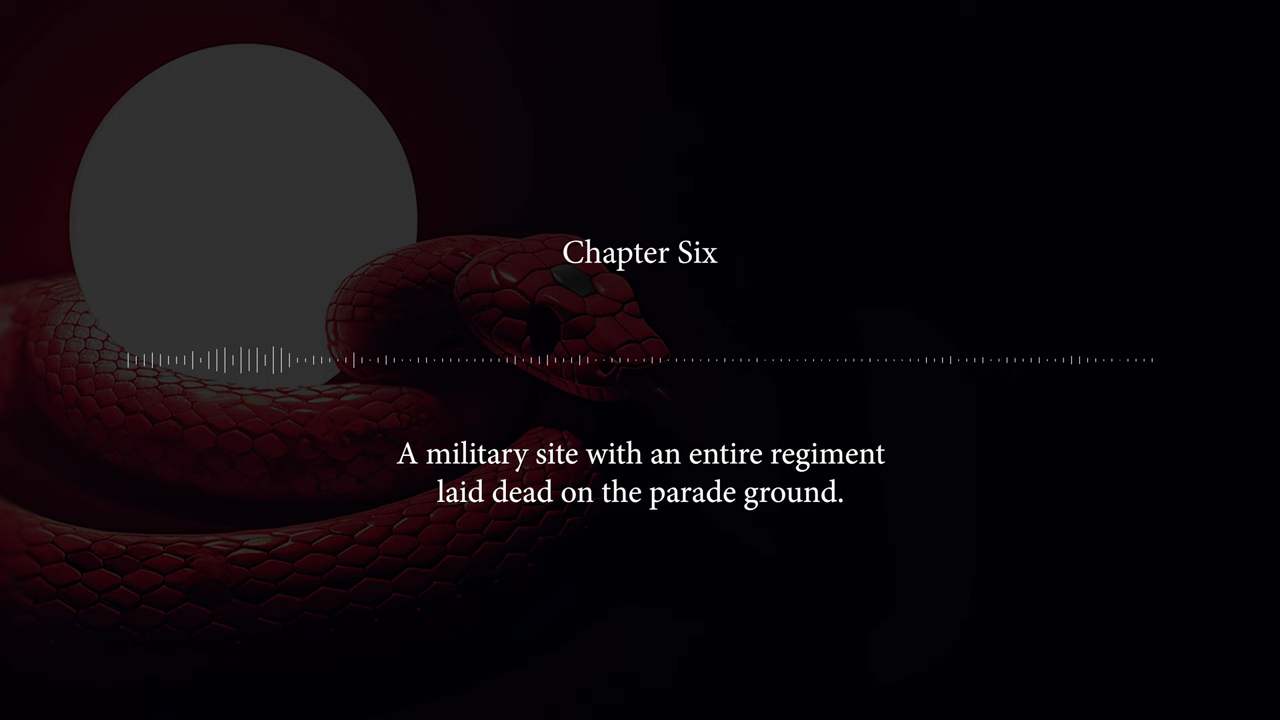 Chapter Six
A military site with an entire regiment
laid dead on the parade ground.